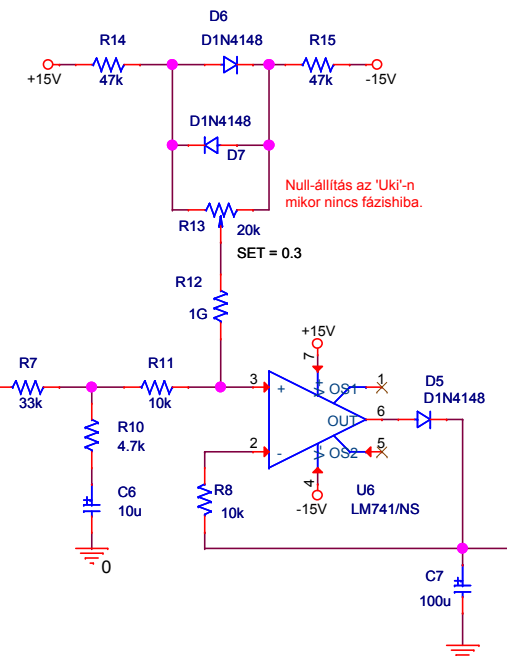 D6
R14
D1N4148
R15
+15V
47k
47k
-15V
D1N4148
D7
Null-állítás az 'Uki'-n
mikor nincs fázishiba.
R13
20k
SET = 0.3
R12
1G
+15V
7
R7
R11
3
+
V+
OS1
1
D5
D1N4148
33k
10k
OUT
6
R10
4.7k
2
-
V-
OS2
5
4
C6
10u
R8
10k
-15V
U6
LM741/NS
0
C7
100u